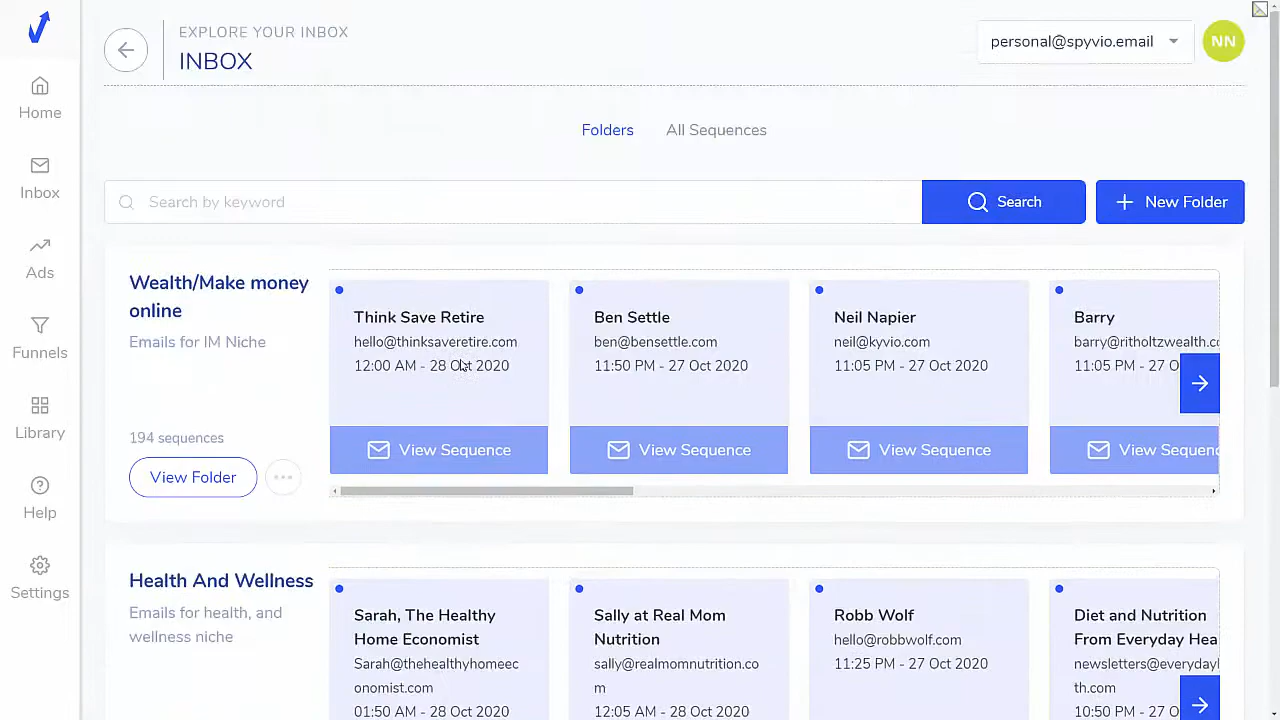 EXPLORE YOUR INBOX
INBOX
personal@spyvio.email
NN
Home
Inbox
Ads
Funnels
Library
Help
Settings
Folders
All Sequences
Search by keyword
Search
New Folder
Wealth/Make money
online
Emails for IM Niche
194 sequences
View Folder
Think Save Retire
hello@thinksaveretire.com
12:00 AM - 28 Oct 2020
View Sequence
Ben Settle
ben@bensettle.com
11:50 PM - 27 Oct 2020
View Sequence
Neil Napier
neil@kyvio.com
11:05 PM - 27 Oct 2020
View Sequence
Barry
barry@ritholtzwealth.co
11:05 PM - 27 O
View Sequenc
Health And Wellness
Emails for health, and
wellness niche
Sarah, The Healthy
Home Economist
Sarah@thehealthyhomeec
onomist.com
01:50 AM - 28 Oct 2020
Sally at Real Mom
Nutrition
sally@realmomnutrition.co
m
12:05 AM - 28 Oct 2020
Robb Wolf
hello@robbwolf.com
11:25 PM - 27 Oct 2020
Diet and Nutrition
From Everyday Hea
newsletters@everydayl
th.com
10:50 PM - 27 O